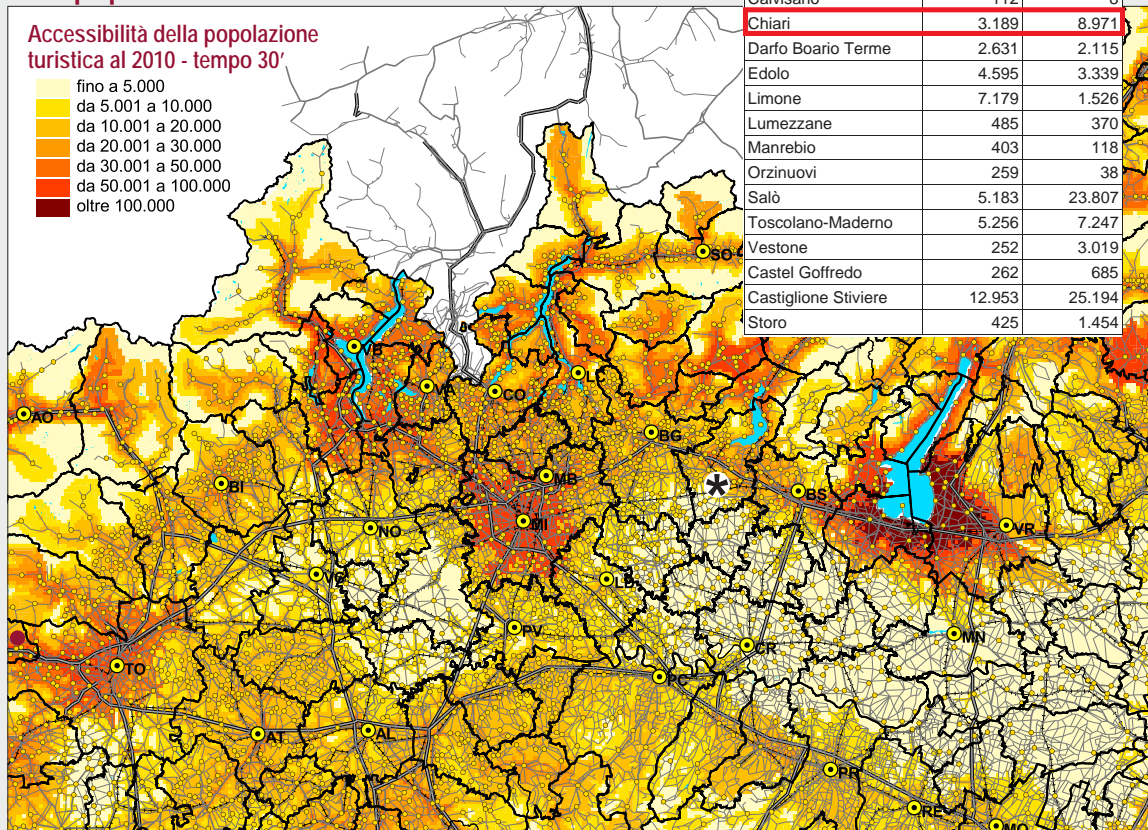 Accessibilità della popolazione
turistica al 2010 - tempo 30'
fino a 5.000
da 5.001 a 10.000
da 10.001 a 20.000
da 20.001 a 30.000
da 30.001 a 50.000
da 50.001 a 100.000
oltre 100.000
Chiari 3.189 8.971
Darfo Boario Terme 2.631 2.115
Edolo 4.595 3.339
Limone 7.179 1.526
Lumezzane 485 370
Manrebio 403 118
Orzinuovi 259 38
Salò 5.183 23.807
Toscolano-Maderno 5.256 7.247
Vestone 252 3.019
Castel Goffredo 262 685
Castiglione Stiviere 12.953 25.194
Storo 425 1.454
SO
VB
LC
CO
AO
BG
BI
MB
BS
MI
NO
VR
PV
MN
CR
TO
PC
AT
AL
PR
RE
MO